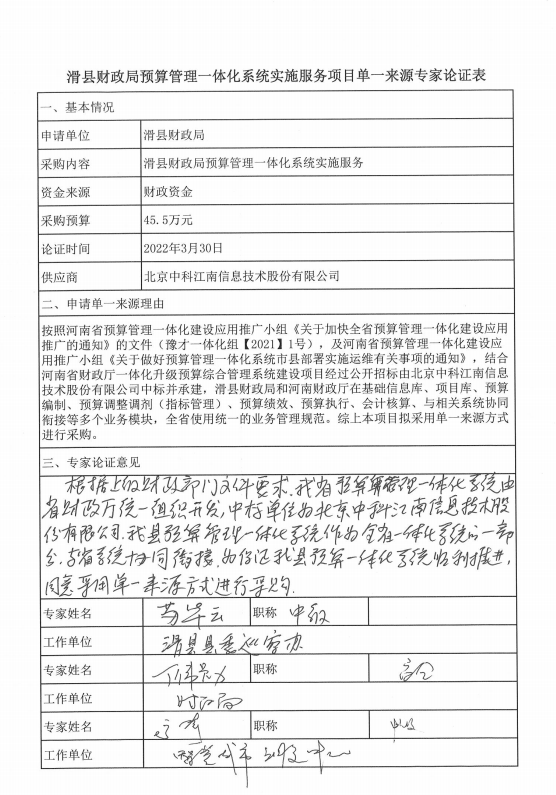 滑县财政局预算管理一体化系统实施服务项目单一来源专家论证表
一、基本情况
申请单位 滑县财政局
采购内容 滑县财政局预算管理一体化系统实施服务
资金来源 财政资金
采购预算 45.5万元
论证时间 2022年3月30日
供应商 北京中科江南信息技术股份有限公司
二、申请单一来源理由
按照河南省预算管理一体化建设应用推广小组《关于加快全省预算管理一体化建设应用
推广的通知》的文件（豫才一体化组【2021】1号），及河南省预算管理一体化建设应
用推广小组《关于做好预算管理一体化系统市县部署实施运维有关事项的通知》，结合
河南省财政厅一体化升级预算综合管理系统建设项目经过公开招标由北京中科江南信息
技术股份有限公司中标并承建，滑县财政局和河南财政厅在基础信息库、项目库、预算
编制、预算调整调剂（指标管理）、预算绩效、预算执行、会计核算、与相关系统协同
衔接等多个业务模块，全省使用统一的业务管理规范。综上本项目拟采用单一来源方式
进行采购。
三、专家论证意见
根据上级财政部门文件要求，我省预算管理一体化系统由
省财政厅统一组织开发，中标单位为北京中科江南信息技术股
份有限公司。我县预算管理一体化系统作为全省一体化系统的一部
分，与省系统协同衔接，为保证我县预算一体化系统顺利推进，
同意采用单一来源方式进行采购。
专家姓名 职称 中级
工作单位 滑县县委巡察办
专家姓名 职称 高会
工作单位 财政局
专家姓名 职称
工作单位 中心